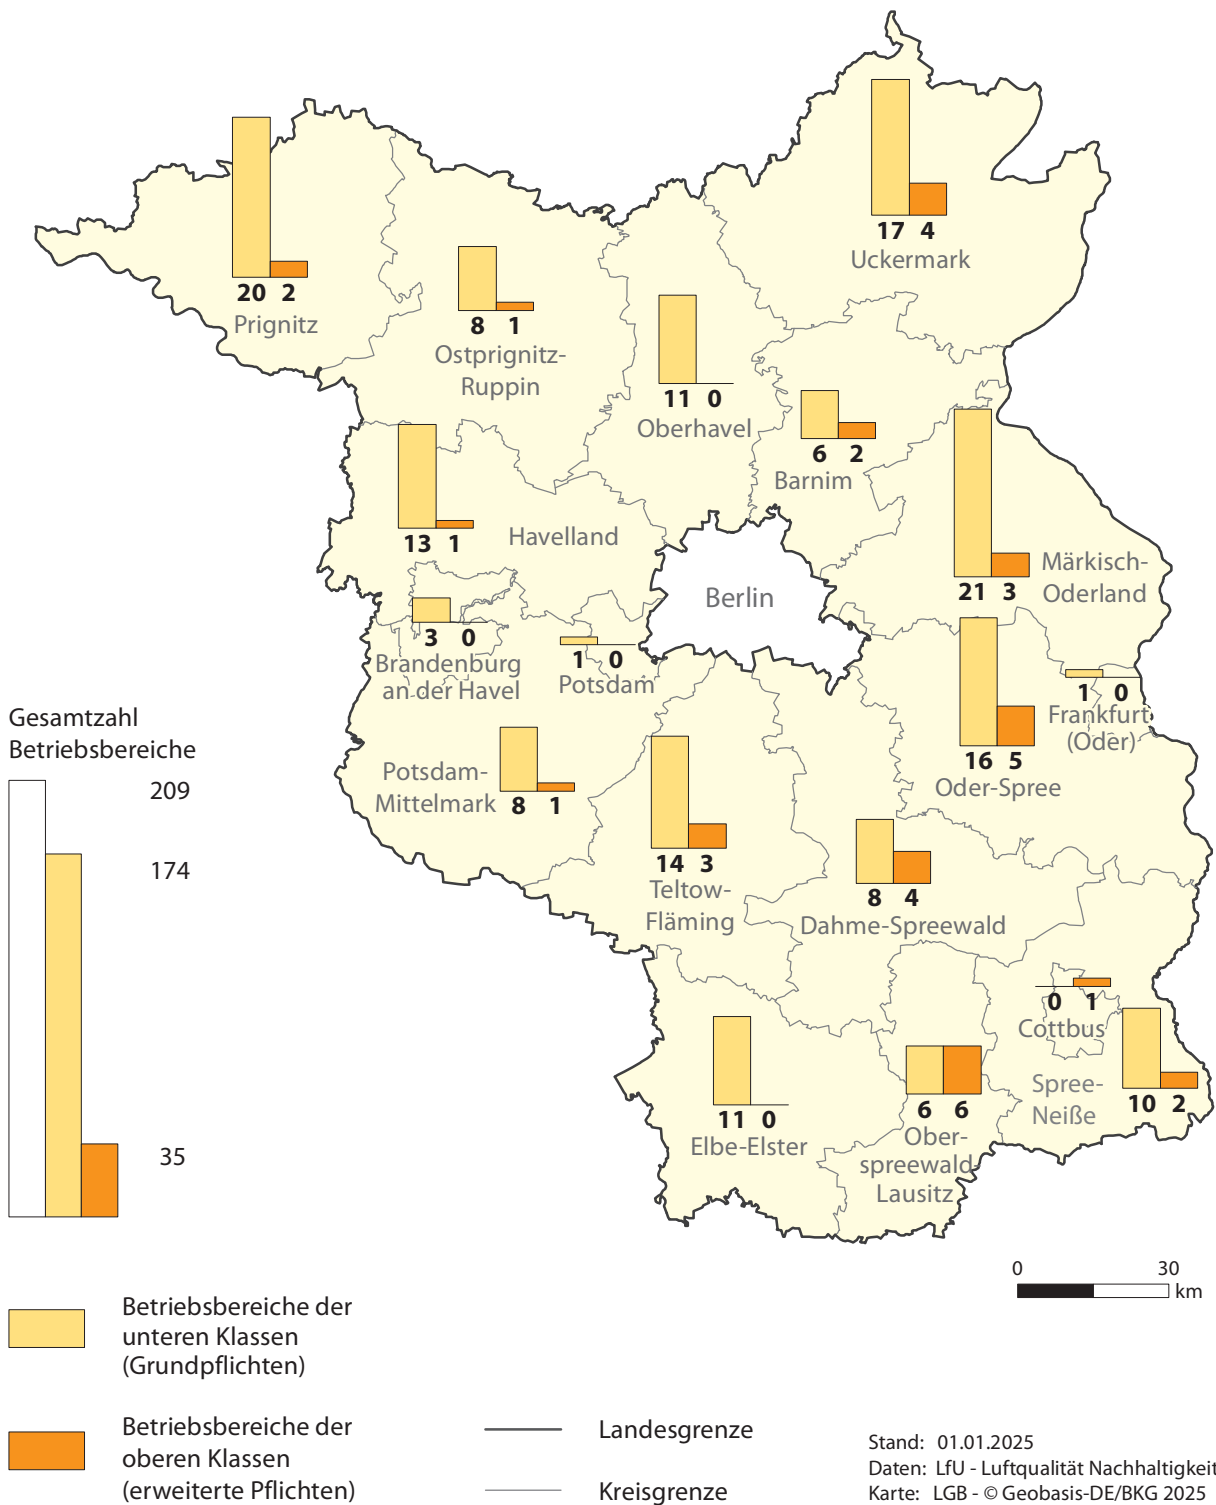 17 4
Uckermark
20 2
Prignitz
8 1
Ostprignitz-
Ruppin
11 0
Oberhavel
6 2
Barnim
13 1
Havelland
21 3
Märkisch-
Oderland
Berlin
3 0
Brandenburg
an der Havel
1 0
Potsdam
1 0
Frankfurt
(Oder)
16 5
Oder-Spree
Potsdam-
Mittelmark
8 1
14 3
Teltow-
Fläming
8 4
Dahme-Spreewald
0 1
Cottbus
Spree-
Neiße
10 2
11 0
Elbe-Elster
6 6
Ober-
spreewald-
Lausitz
Gesamtzahl
Betriebsbereiche
209
174
35
0 30
km
Betriebsbereiche der
unteren Klassen
(Grundpflichten)
Betriebsbereiche der
oberen Klassen
(erweiterte Pflichten)
Landesgrenze
Kreisgrenze
Stand: 01.01.2025
Daten: LfU - Luftqualität Nachhaltigkeit
Karte: LGB - © Geobasis-DE/BKG 2025